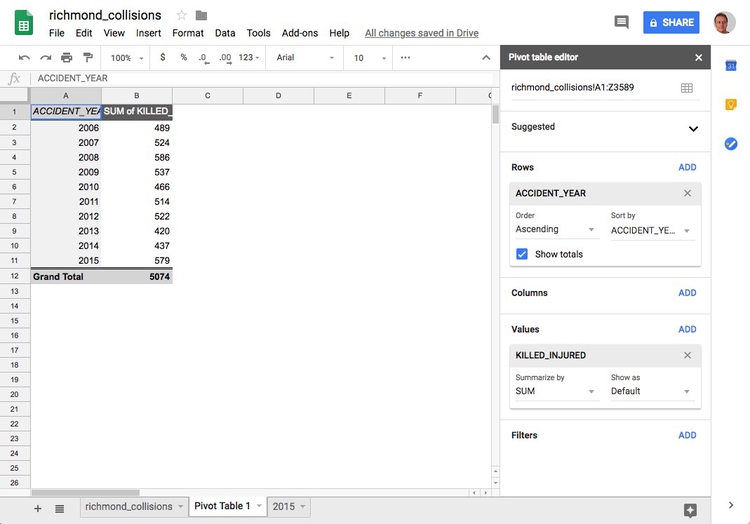 richmond_collisions
File Edit View Insert Format Data Tools Add-ons Help All changes saved in Drive
SHARE
100% $ % .0 .00 123 Arial 10
fx ACCIDENT_YEAR
A B C D E F
1 ACCIDENT_YEA SUM of KILLED_
2 2006 489
3 2007 524
4 2008 586
5 2009 537
6 2010 466
7 2011 514
8 2012 522
9 2013 420
10 2014 437
11 2015 579
12 Grand Total 5074
13
14
15
16
17
18
19
20
21
22
23
24
25
26
Pivot table editor
richmond_collisions!A1:Z3589
Suggested
Rows ADD
ACCIDENT_YEAR
Order Sort by
Ascending ACCIDENT_YE...
Show totals
Columns ADD
Values ADD
KILLED_INJURED
Summarize by Show as
SUM Default
Filters ADD
31
richmond_collisions Pivot Table 1 2015